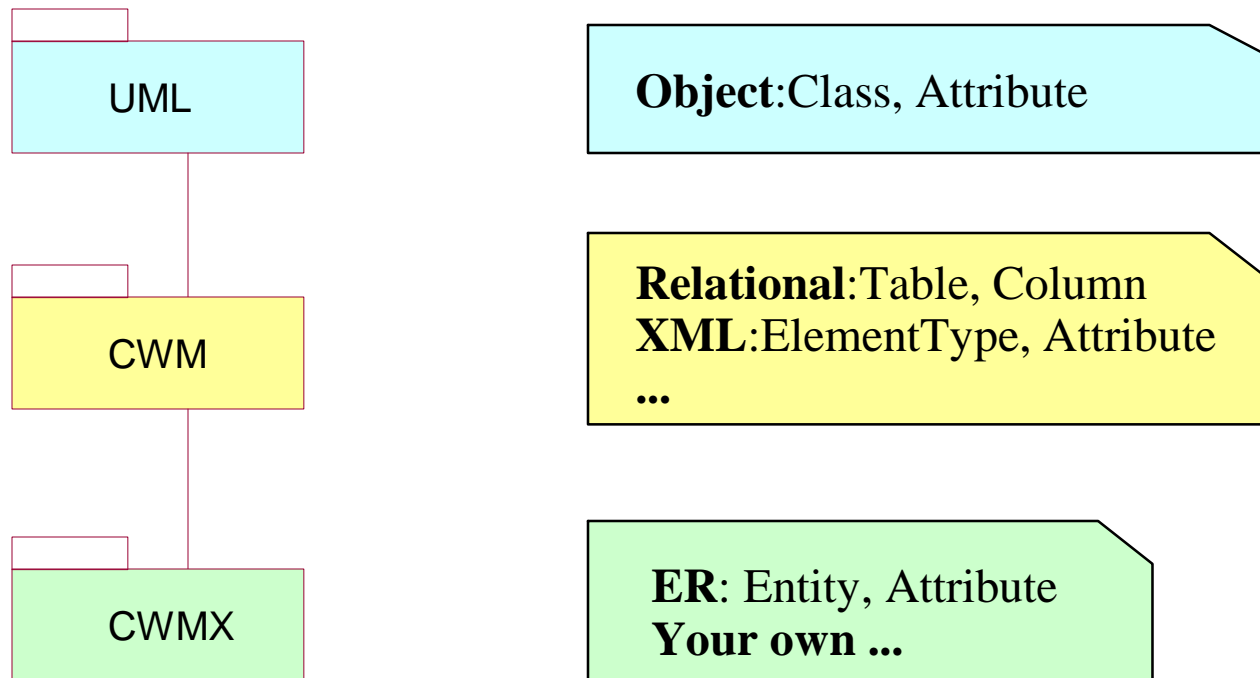 UML
Object:Class, Attribute
CWM
Relational:Table, Column
XML:ElementType, Attribute
...
CWMX
ER: Entity, Attribute
Your own ...